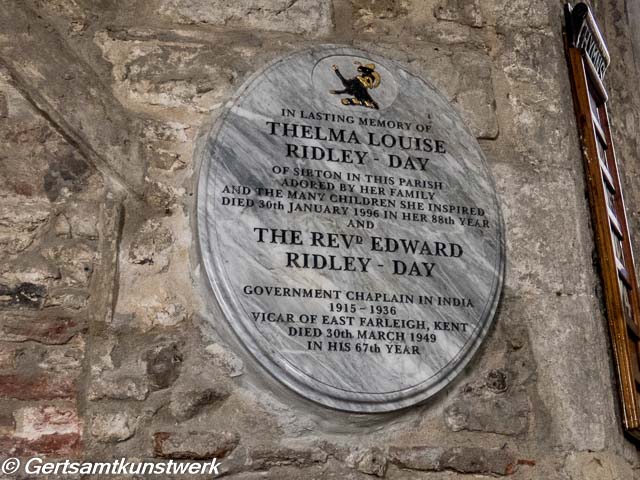 IN LASTING MEMORY OF
THELMA LOUISE
RIDLEY - DAY
OF SIRTON IN THIS PARISH
ADORED BY HER FAMILY
AND THE MANY CHILDREN SHE INSPIRED
DIED 30th JANUARY 1996 IN HER 88th YEAR
AND
THE REVD EDWARD
RIDLEY - DAY
GOVERNMENT CHAPLAIN IN INDIA
1915 - 1936
VICAR OF EAST FARLEIGH, KENT
DIED 30th MARCH 1949
IN HIS 67th YEAR
© Gertsamtkunstwerk